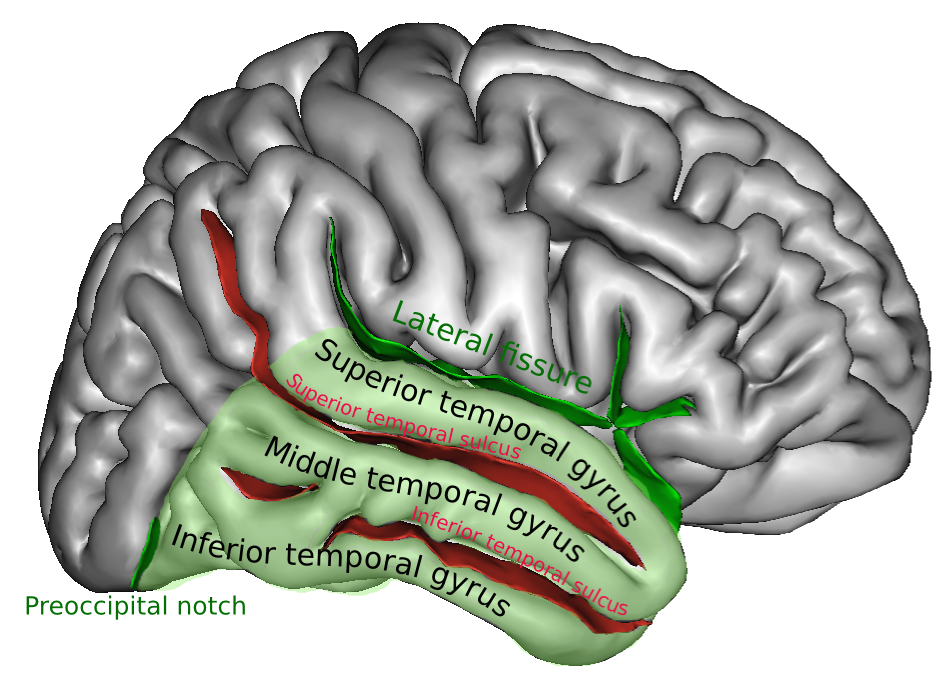 Lateral fissure
Superior temporal gyrus
Superior temporal sulcus
Middle temporal gyrus
Inferior temporal sulcus
Inferior temporal gyrus
Preoccipital notch